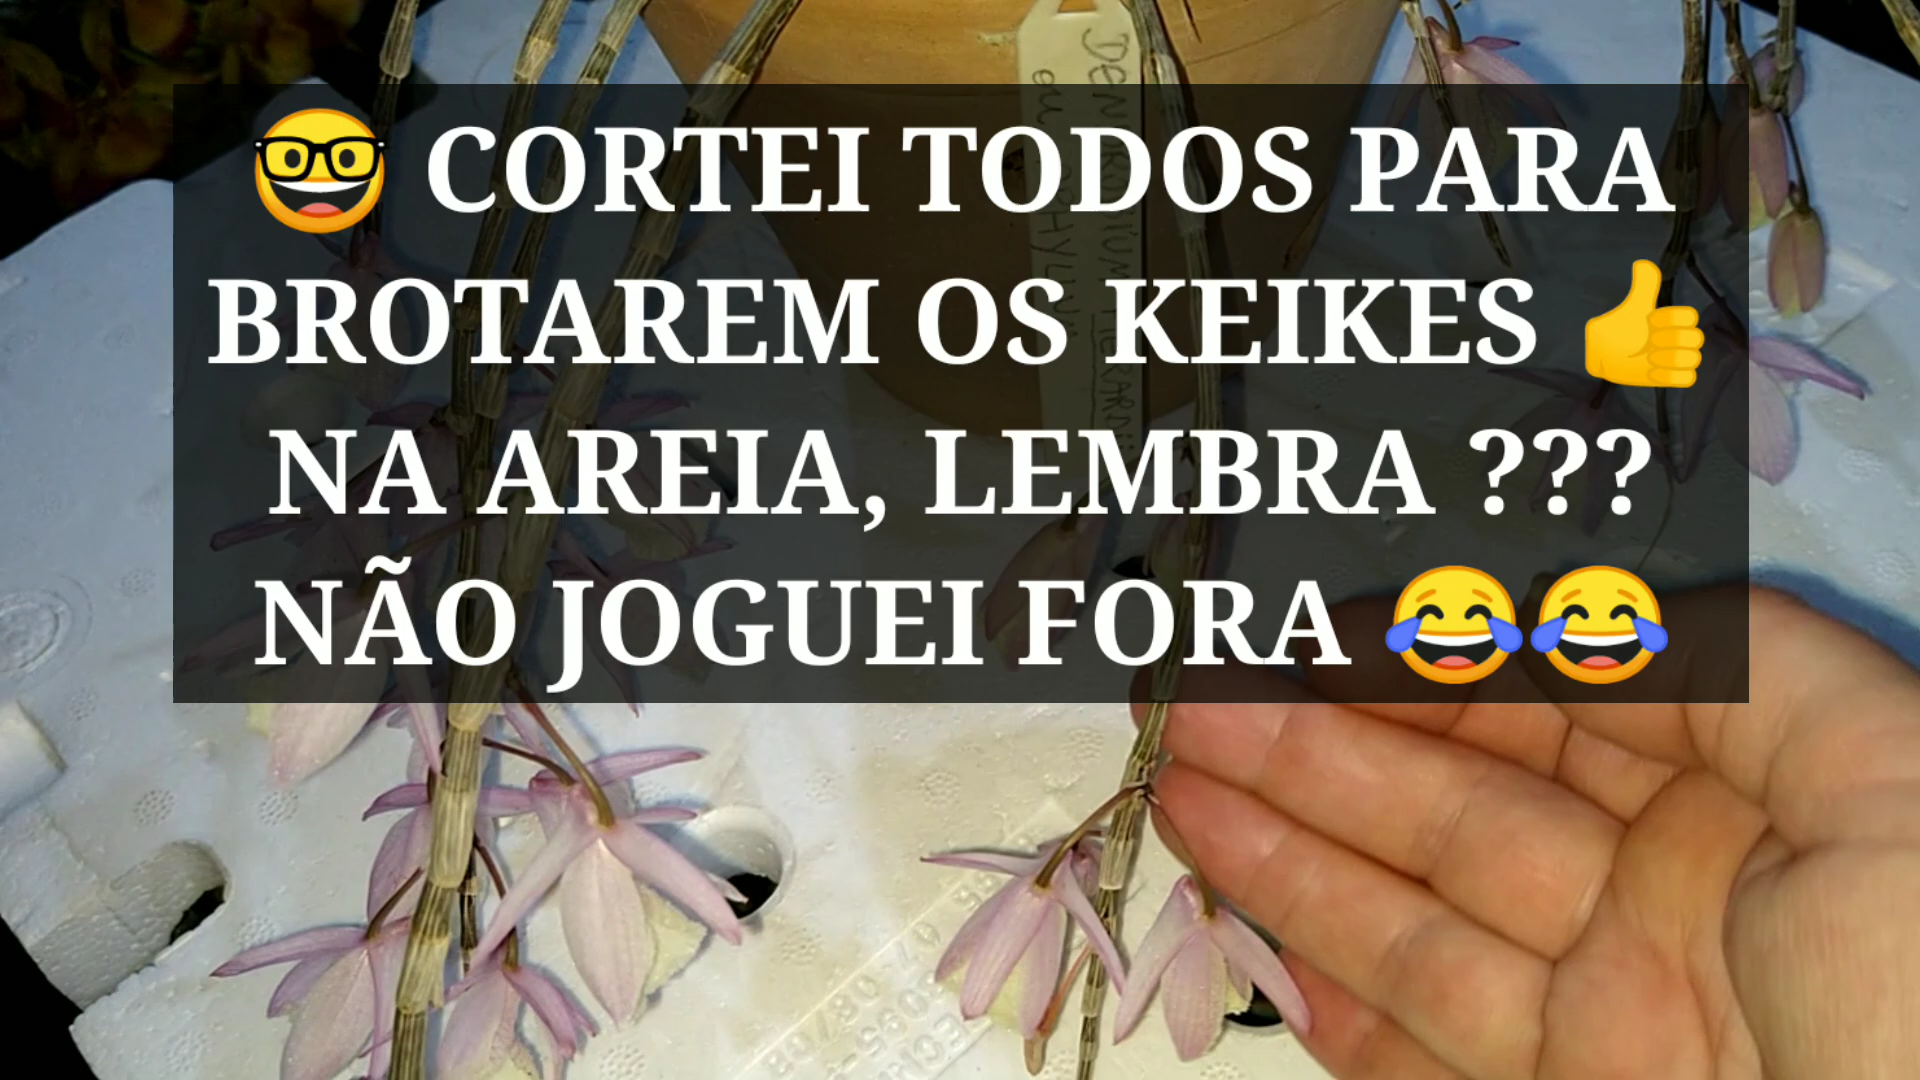 🤓 CORTEI TODOS PARA
BROTAREM OS KEIKES 👍
NA AREIA, LEMBRA ???
NÃO JOGUEI FORA 😂😂